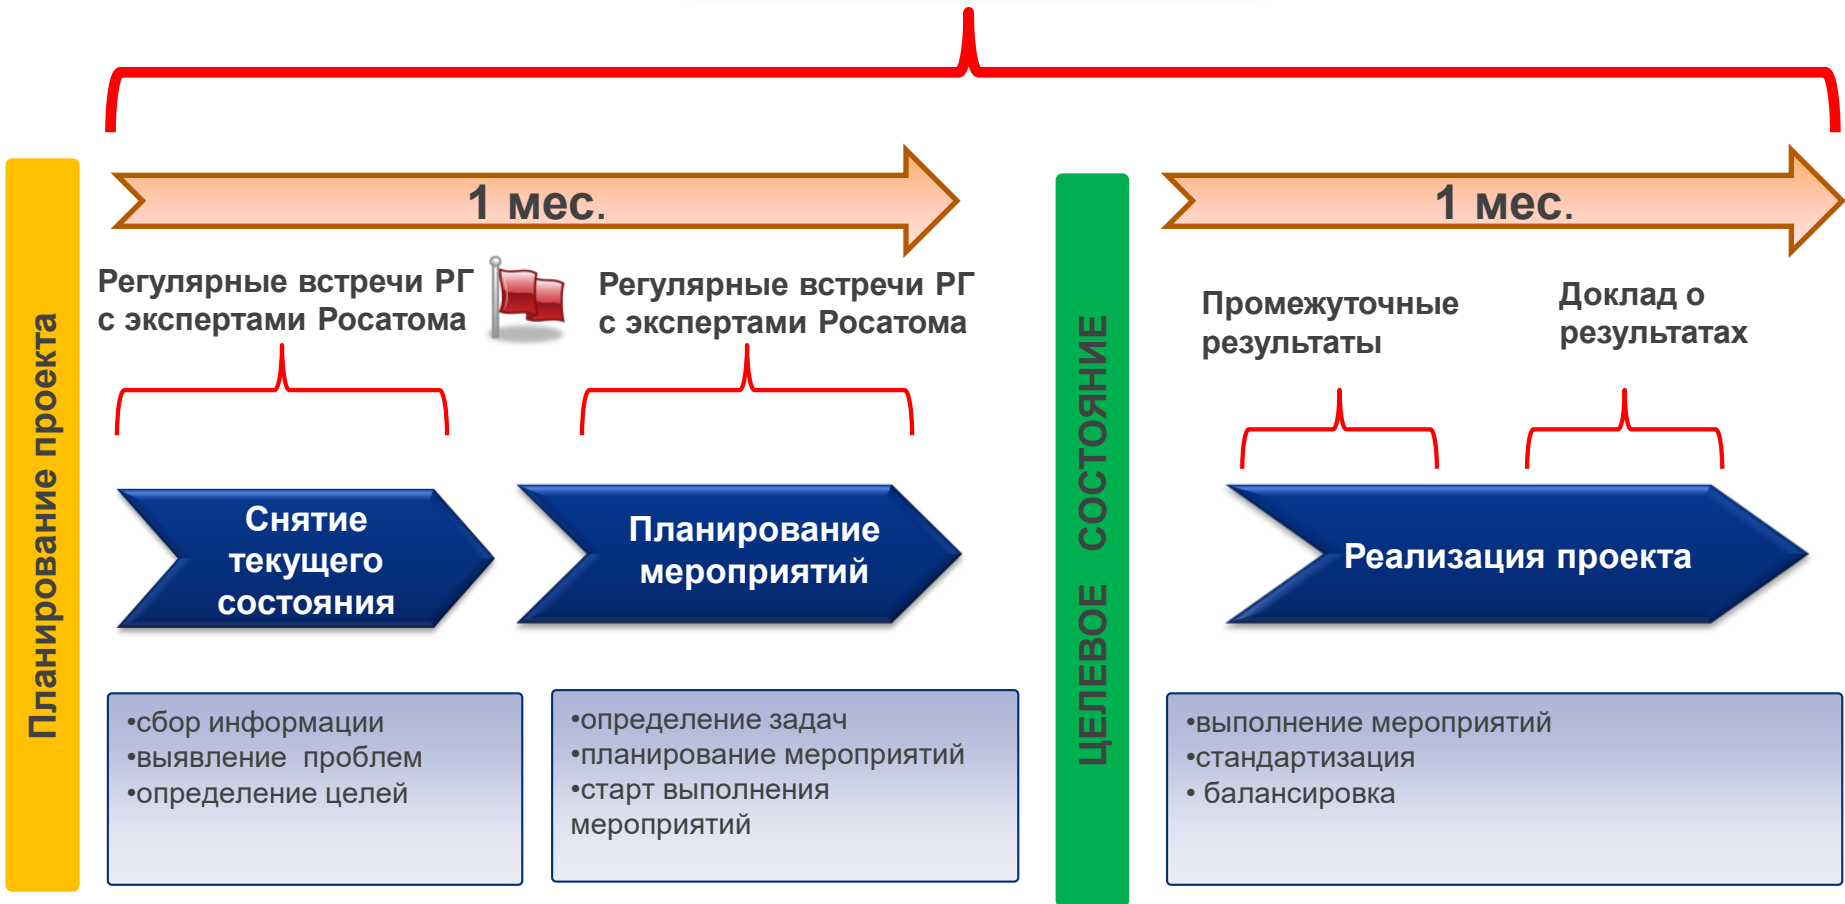 Планирование проекта
1 мес.
Регулярные встречи РГ
с экспертами Росатома
Регулярные встречи РГ
с экспертами Росатома
Снятие
текущего
состояния
Планирование
мероприятий
•сбор информации
•выявление проблем
•определение целей
•определение задач
•планирование мероприятий
•старт выполнения
мероприятий
ЦЕЛЕВОЕ СОСТОЯНИЕ
1 мес.
Промежуточные
результаты
Доклад о
результатах
Реализация проекта
•выполнение мероприятий
•стандартизация
• балансировка